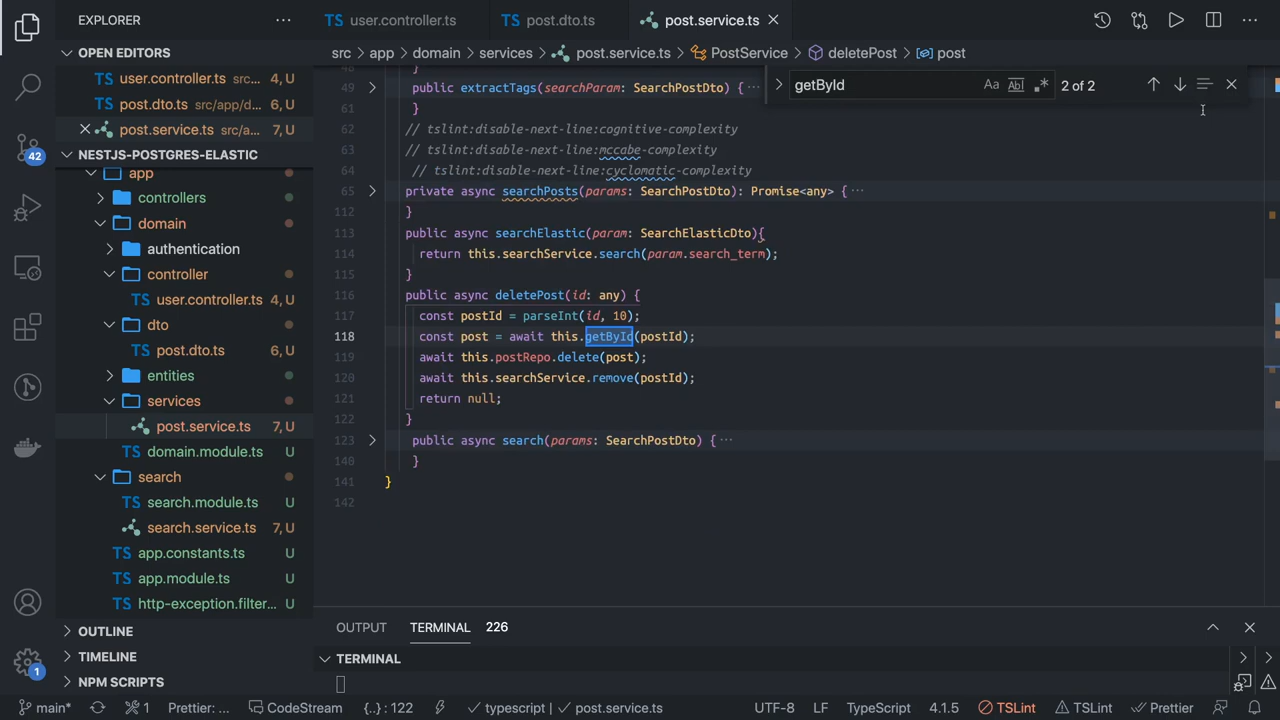 EXPLORER
TS user.controller.ts
TS post.dto.ts
post.service.ts
OPEN EDITORS
src > app > domain > services > post.service.ts > PostService > deletePost > post
TS user.controller.ts src... 4, U
TS post.dto.ts src/app/d... 6, U
post.service.ts src/a... 7, U
getById Aa Abl .* 2 of 2
NESTJS-POSTGRES-ELASTIC 42
app
controllers
domain
authentication
controller
TS user.controller.ts 4, U
dto
TS post.dto.ts 6, U
entities
services
post.service.ts 7, U
TS domain.module.ts U
search
TS search.module.ts U
search.service.ts 7, U
TS app.constants.ts U
TS app.module.ts U
TS http-exception.filter... U
OUTLINE
TIMELINE
NPM SCRIPTS
1
48 }
49 public extractTags(searchParam: SearchPostDto) { ...
61 }
62 // tslint:disable-next-line:cognitive-complexity
63 // tslint:disable-next-line:mccabe-complexity
64 // tslint:disable-next-line:cyclomatic-complexity
65 private async searchPosts(params: SearchPostDto): Promise<any> { ...
112 }
113 public async searchElastic(param: SearchElasticDto){
114 return this.searchService.search(param.search_term);
115 }
116 public async deletePost(id: any) {
117 const postId = parseInt(id, 10);
118 const post = await this.getById(postId);
119 await this.postRepo.delete(post);
120 await this.searchService.remove(postId);
121 return null;
122 }
123 public async search(params: SearchPostDto) { ...
140 }
141 }
142
OUTPUT TERMINAL 226
TERMINAL
main* 1 Prettier: ... CodeStream {..} : 122 typescript | post.service.ts UTF-8 LF TypeScript 4.1.5 TSLint TSLint Prettier